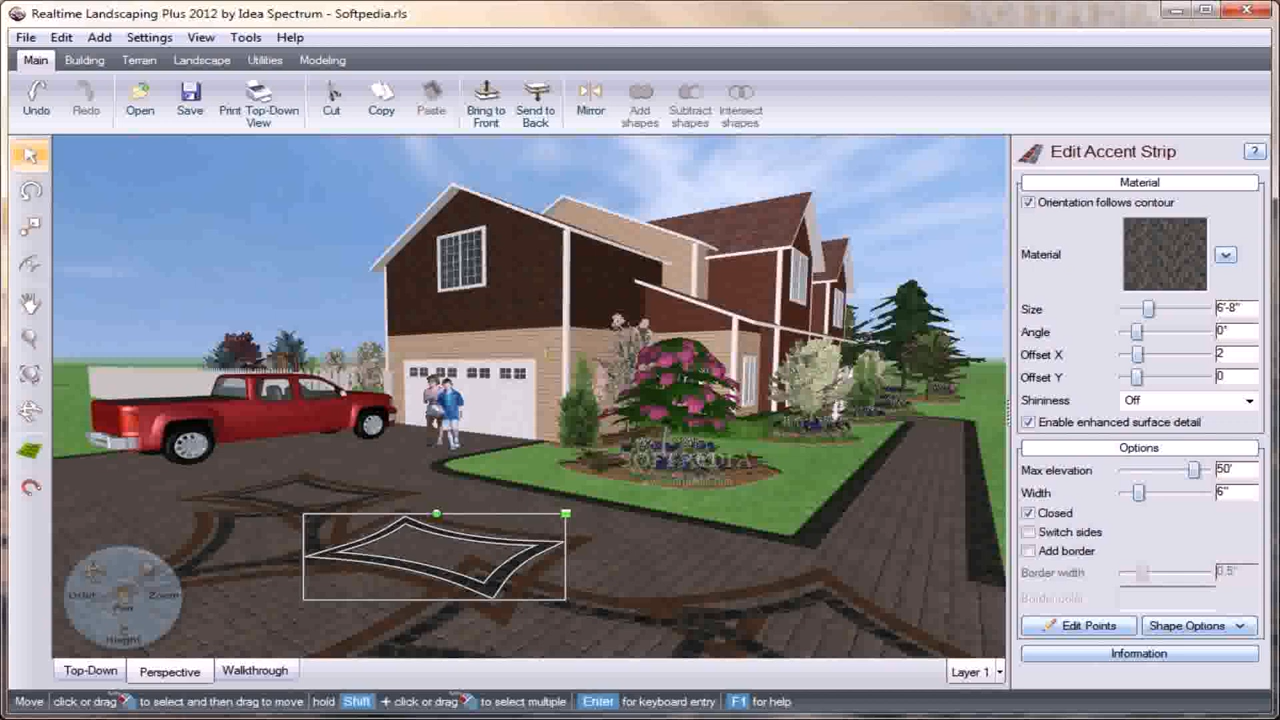 Realtime Landscaping Plus 2012 by Idea Spectrum - Softpedia.rls
File Edit Add Settings View Tools Help
Main Building Terrain Landscape Utilities Modeling
Undo Redo Open Save Print Top-Down View Cut Copy Paste Bring to Front Send to Back Mirror Add shapes Subtract shapes Intersect shapes
Edit Accent Strip ?
Material
Orientation follows contour
Material
Size 6'-8"
Angle 0°
Offset X 2
Offset Y 0
Shininess Off
Enable enhanced surface detail
Options
Max elevation 50'
Width 6"
Closed
Switch sides
Add border
Border width 0.5"
Border color
Edit Points Shape Options
Information
SOFTPEDIA
Orbit Pan Zoom
Height
Top-Down Perspective Walkthrough Layer 1
Move click or drag to select and then drag to move hold Shift + click or drag to select multiple Enter for keyboard entry F1 for help